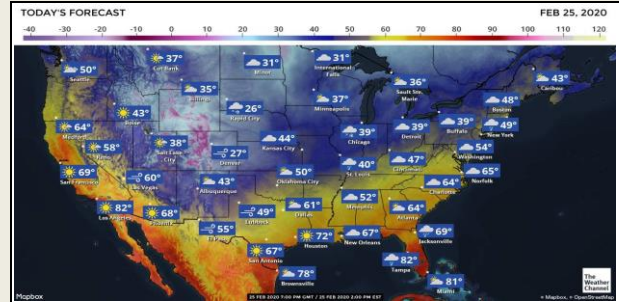 TODAY'S FORECAST
FEB 25, 2020
-40 -30 -20 -10 0 10 20 30 40 50 60 70 80 90 100 110 120
50°
Seattle
37°
Cut Bank
31°
Minot
31°
International Falls
36°
Sault Ste. Marie
43°
Caribou
35°
Billings
37°
Minneapolis
43°
Boise
26°
Rapid City
39°
Buffalo
48°
Boston
64°
Medford
39°
Chicago
39°
Detroit
49°
New York
58°
Reno
38°
Salt Lake City
27°
Denver
44°
Kansas City
54°
Washington
69°
San Francisco
60°
Las Vegas
43°
Albuquerque
50°
Oklahoma City
40°
St. Louis
47°
Cincinnati
65°
Norfolk
64°
Charlotte
82°
Los Angeles
68°
Phoenix
55°
El Paso
49°
Lubbock
61°
Dallas
52°
Memphis
64°
Atlanta
67°
San Antonio
72°
Houston
67°
New Orleans
69°
Jacksonville
78°
Brownsville
82°
Tampa
81°
Miami
The
Weather
Channel
Mapbox
25 FEB 2020 7:00 PM GMT / 25 FEB 2020 2:00 PM EST
© Mapbox, © OpenStreetMap